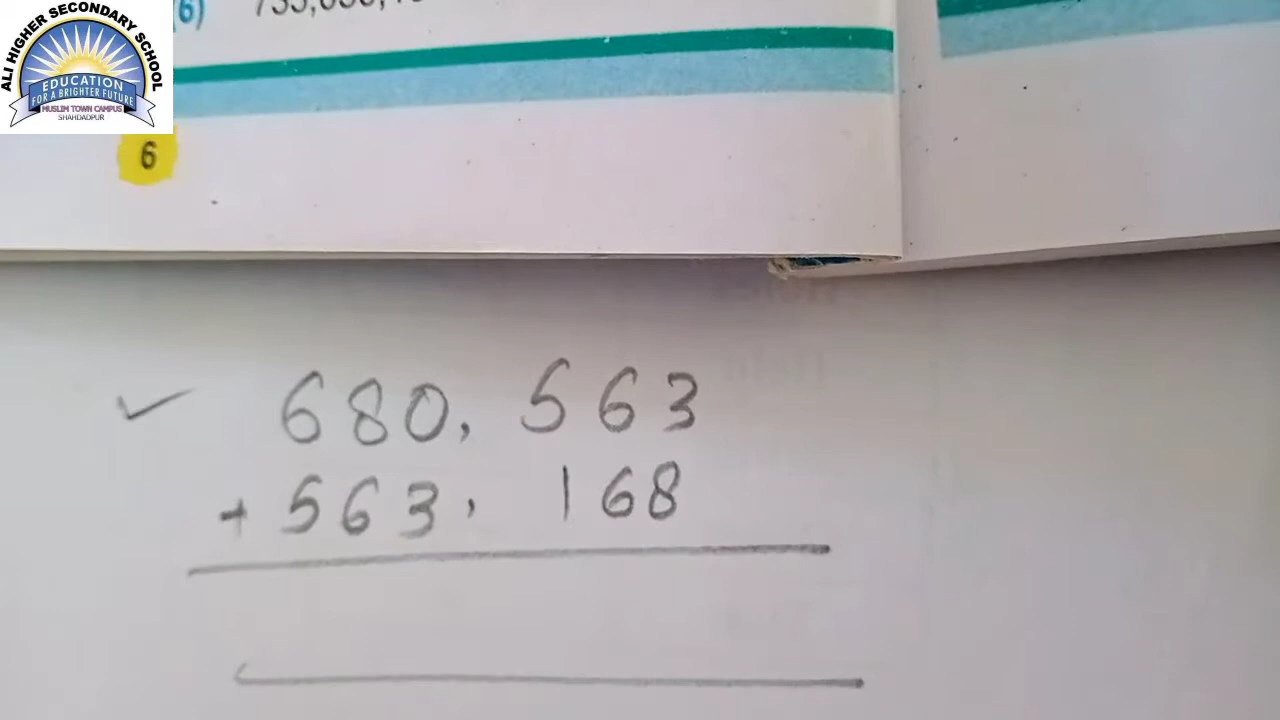 ALI HIGHER SECONDARY SCHOOL
EDUCATION
FOR A BRIGHTER FUTURE
MUSLIM TOWN CAMPUS
SHAHDADPUR
(6)
6
680, 563
+ 563, 168